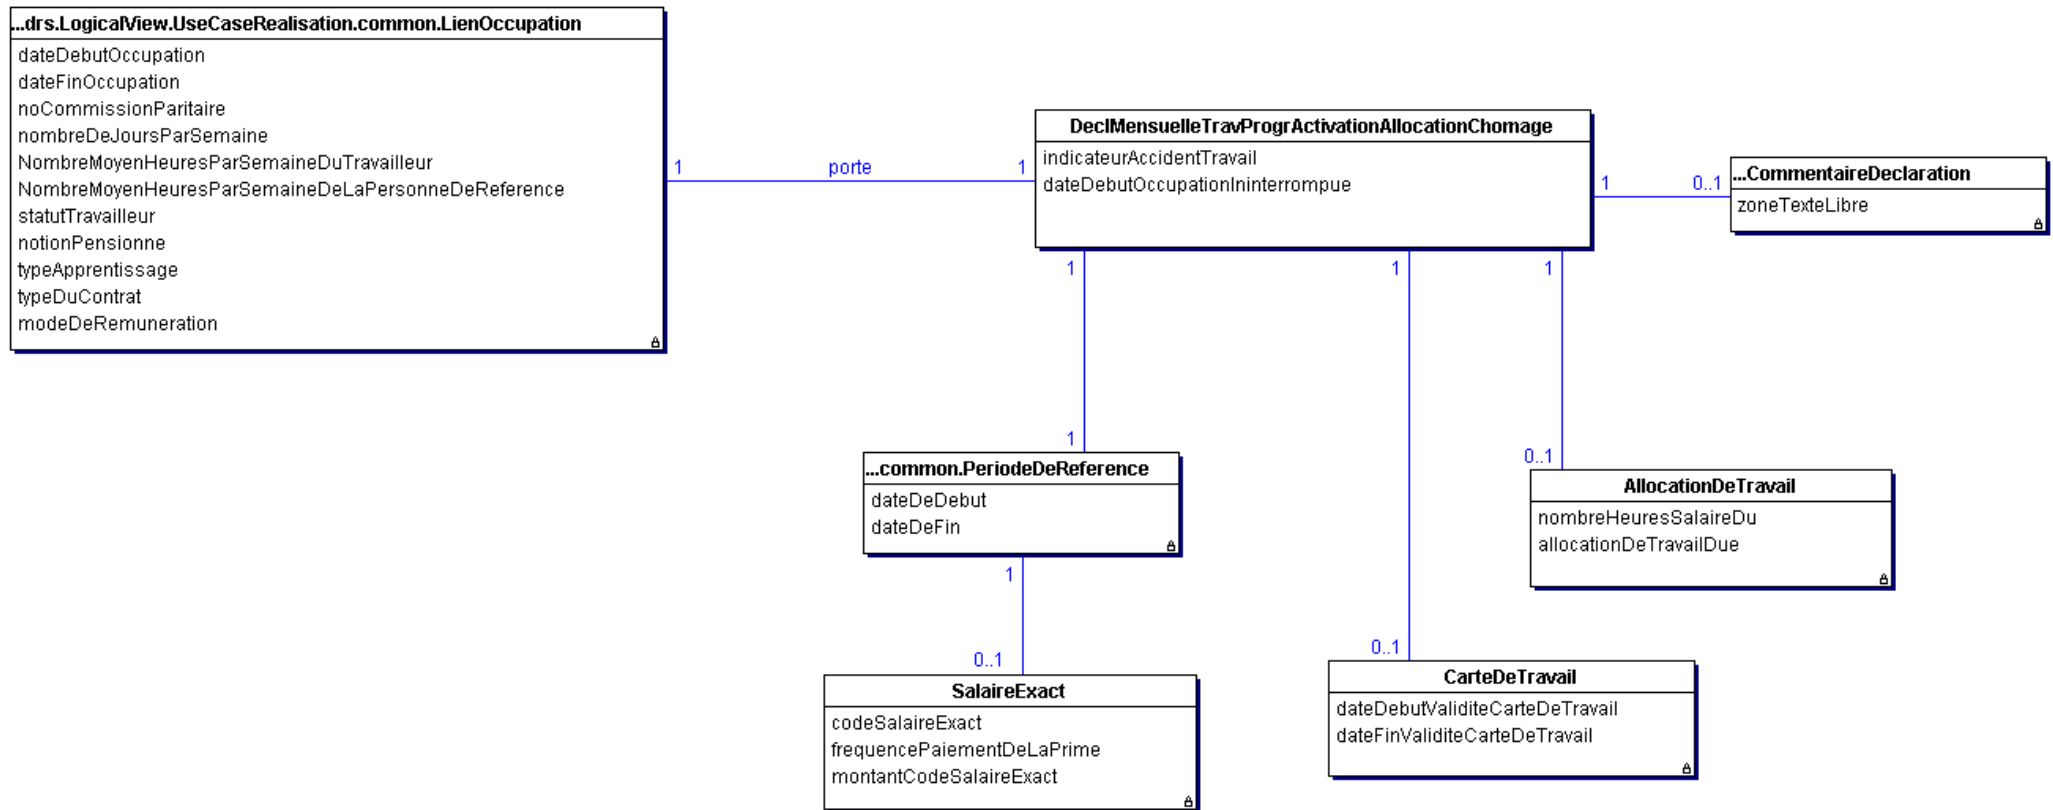 ...drs.LogicalView.UseCaseRealisation.common.LienOccupation
dateDebutOccupation
dateFinOccupation
noCommissionParitaire
nombreDeJoursParSemaine
NombreMoyenHeuresParSemaineDuTravailleur
NombreMoyenHeuresParSemaineDeLaPersonneDeReference
statutTravailleur
notionPensionne
typeApprentissage
typeDuContrat
modeDeRemuneration
1
porte
1
DeclMensuelleTravProgrActivationAllocationChomage
indicateurAccidentTravail
dateDebutOccupationIninterrompue
1
0..1
...CommentaireDeclaration
zoneTexteLibre
1
1
1
1
...common.PeriodeDeReference
dateDeDebut
dateDeFin
0..1
AllocationDeTravail
nombreHeuresSalaireDu
allocationDeTravailDue
1
0..1
SalaireExact
codeSalaireExact
frequencePaiementDeLaPrime
montantCodeSalaireExact
0..1
CarteDeTravail
dateDebutValiditeCarteDeTravail
dateFinValiditeCarteDeTravail